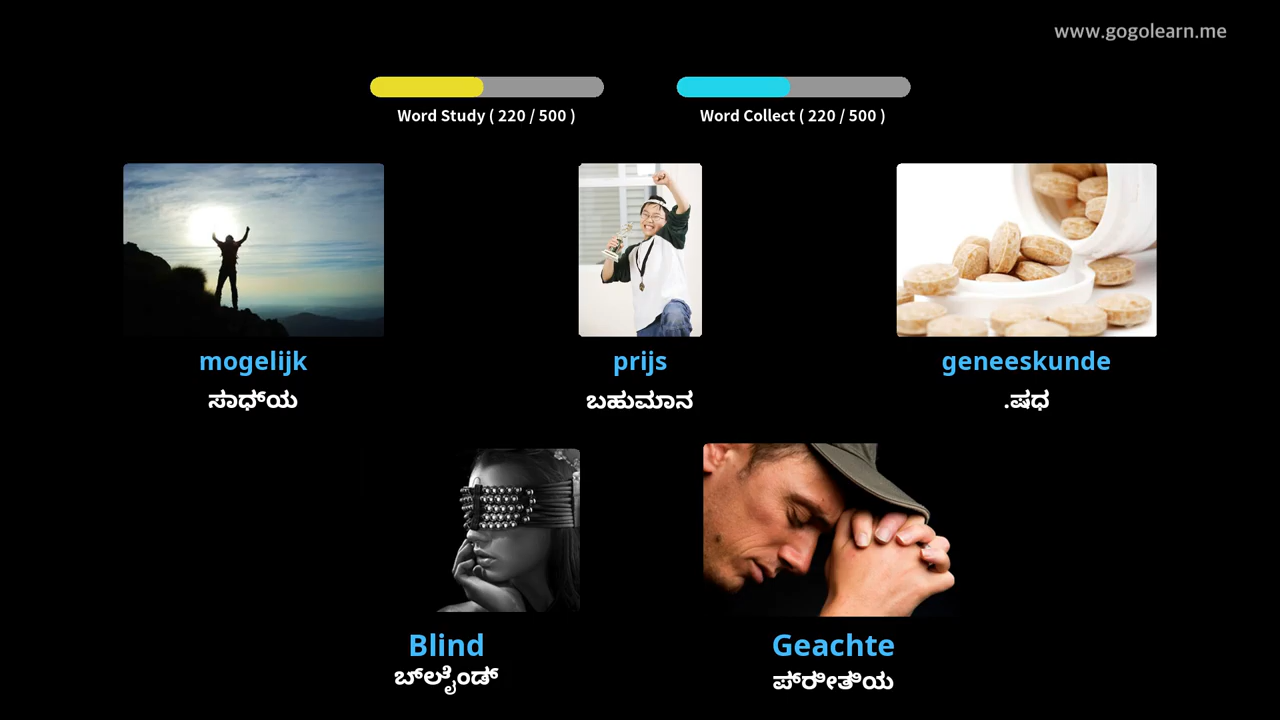 www.gogolearn.me
Word Study ( 220 / 500 )
Word Collect ( 220 / 500 )
mogelijk
prijs
geneeskunde
ಸಾಧ್ಯ
ಬಹುಮಾನ
.ಷಧ
Blind
Geachte
ಬ್ಲೈಂಡ್
ಪ್ರೀತಿಯ